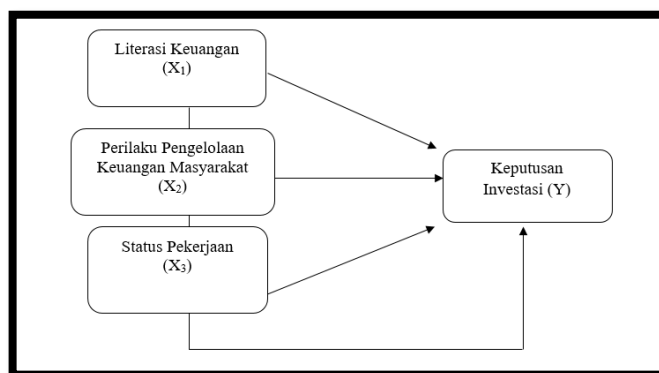 Literasi Keuangan
(X₁)
Perilaku Pengelolaan
Keuangan Masyarakat
(X₂)
Status Pekerjaan
(X₃)
Keputusan
Investasi (Y)